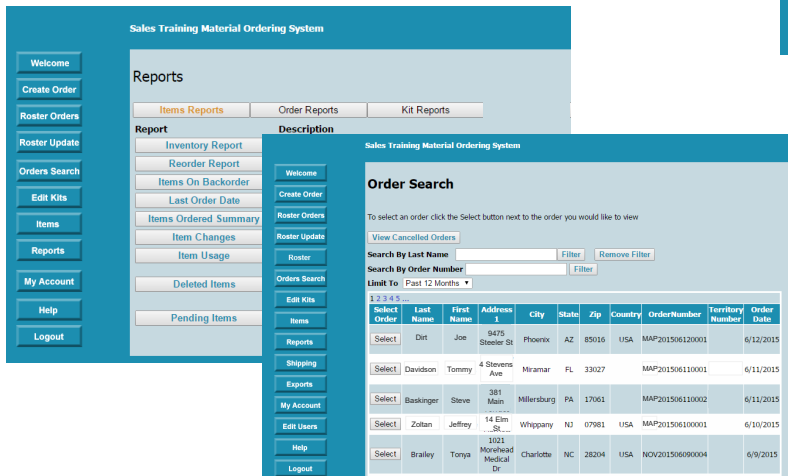 Sales Training Material Ordering System
Welcome
Create Order
Roster Orders
Roster Update
Orders Search
Edit Kits
Items
Reports
My Account
Help
Logout
Reports
Items Reports Order Reports Kit Reports
Report Description
Inventory Report
Reorder Report
Items On Backorder
Last Order Date
Items Ordered Summary
Item Changes
Item Usage
Deleted Items
Pending Items
Sales Training Material Ordering System
Welcome
Create Order
Roster Orders
Roster Update
Roster
Orders Search
Edit Kits
Items
Reports
Shipping
Exports
My Account
Edit Users
Help
Logout
Order Search
To select an order click the Select button next to the order you would like to view
View Cancelled Orders
Search By Last Name Filter Remove Filter
Search By Order Number Filter
Limit To Past 12 Months
1 2 3 4 5 ...
Select Order Last Name First Name Address 1 City State Zip Country OrderNumber Territory Number Order Date
Select Dirt Joe 9475 Steeler St Phoenix AZ 85016 USA MAP201506120001 6/12/2015
Select Davidson Tommy 4 Stevens Ave Miramar FL 33027 MAP201506110001 6/11/2015
Select Baskinger Steve 381 Main Millersburg PA 17061 MAP201506110002 6/11/2015
Select Zoltan Jeffrey 14 Elm St Whippany NJ 07981 USA MAP201506100001 6/10/2015
Select Brailey Tonya 1021 Morehead Medical Dr Charlotte NC 28204 USA NOV201506090004 6/9/2015